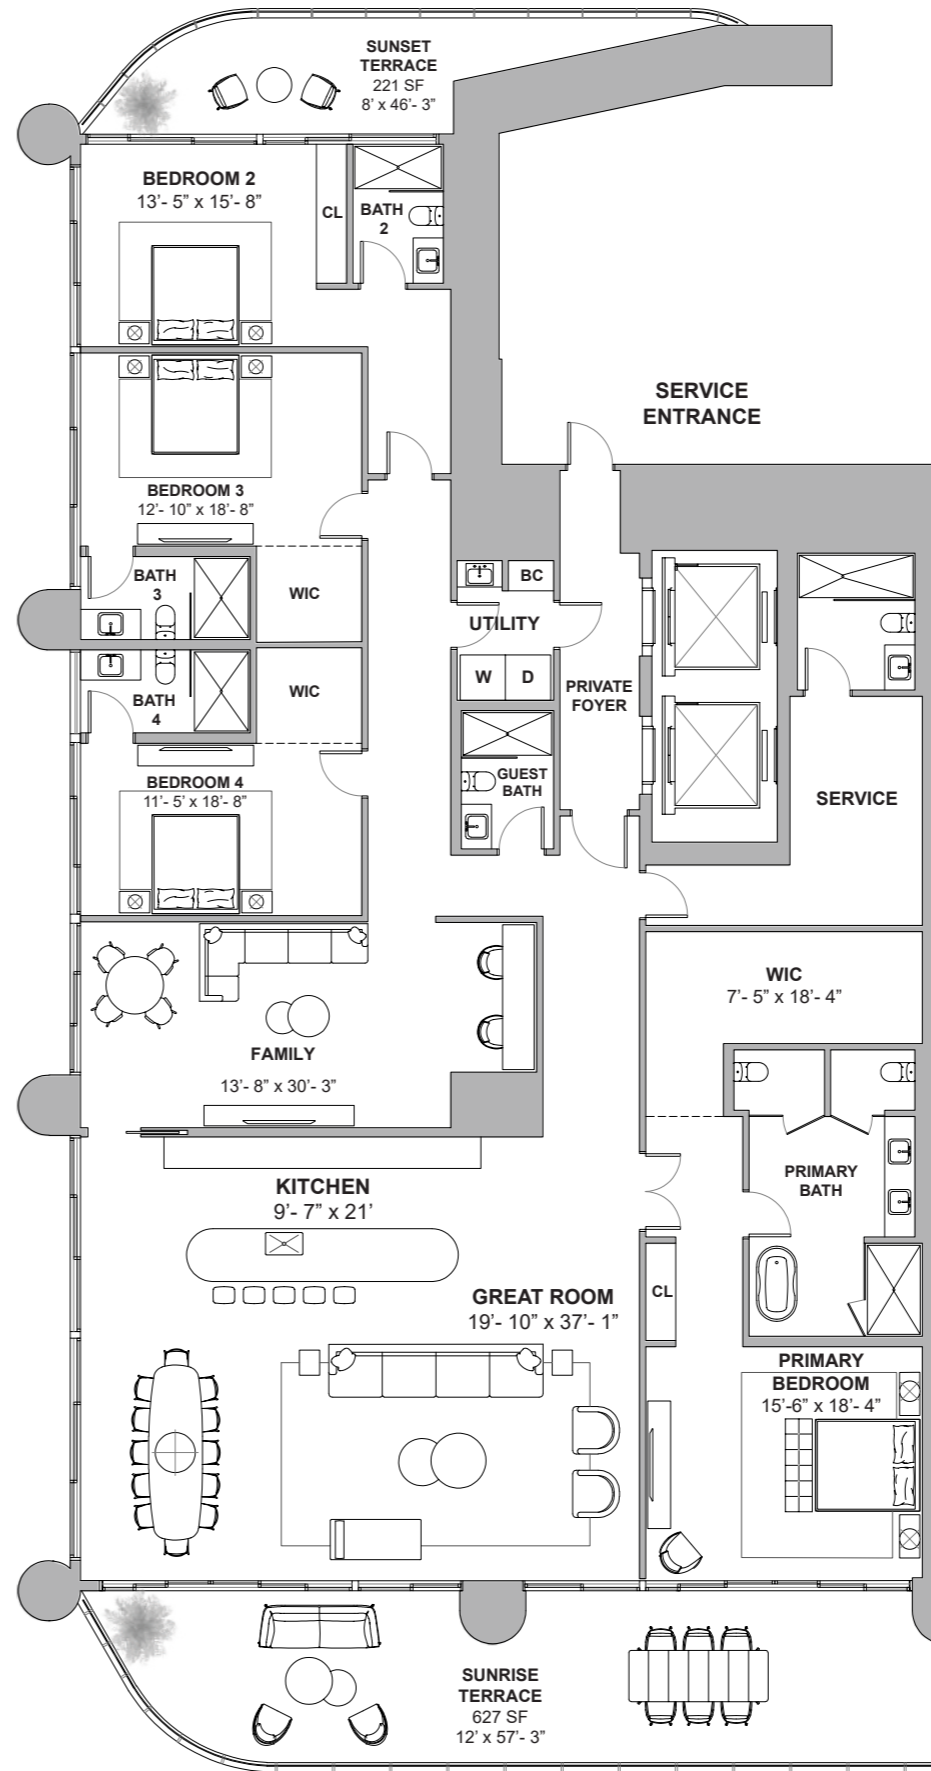 SUNSET
TERRACE
221 SF
8' x 46'- 3”
BEDROOM 2
13'- 5” x 15'- 8”
CL
BATH
2
SERVICE
ENTRANCE
BEDROOM 3
12'- 10” x 18'- 8”
BATH
3
WIC
BC
UTILITY
W
D
PRIVATE
FOYER
WIC
BATH
4
GUEST
BATH
BEDROOM 4
11'- 5' x 18'- 8”
SERVICE
WIC
7'- 5” x 18'- 4”
FAMILY
13'- 8” x 30'- 3”
KITCHEN
9'- 7” x 21'
PRIMARY
BATH
CL
GREAT ROOM
19'- 10” x 37'- 1”
PRIMARY
BEDROOM
15'-6” x 18'- 4”
SUNRISE
TERRACE
627 SF
12' x 57'- 3”